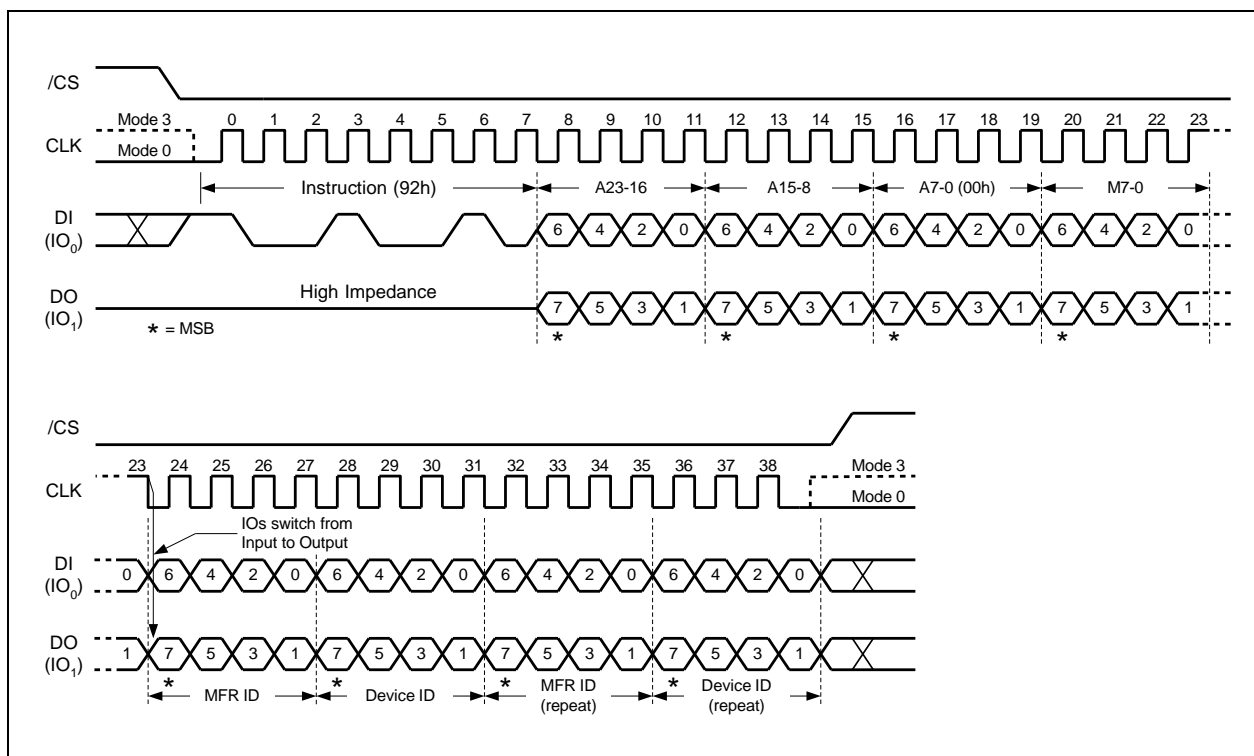 /CS
Mode 3
0 1 2 3 4 5 6 7 8 9 10 11 12 13 14 15 16 17 18 19 20 21 22 23
CLK
Mode 0
Instruction (92h) A23-16 A15-8 A7-0 (00h) M7-0
DI
(IO0)
6 4 2 0 6 4 2 0 6 4 2 0 6 4 2 0
High Impedance
DO
(IO1)
7 5 3 1 7 5 3 1 7 5 3 1 7 5 3 1
* = MSB
* * * *
/CS
23 24 25 26 27 28 29 30 31 32 33 34 35 36 37 38
Mode 3
CLK
Mode 0
IOs switch from
Input to Output
DI
(IO0)
0 6 4 2 0 6 4 2 0 6 4 2 0 6 4 2 0
DO
(IO1)
1 7 5 3 1 7 5 3 1 7 5 3 1 7 5 3 1
* * * *
MFR ID Device ID MFR ID
(repeat)
Device ID
(repeat)